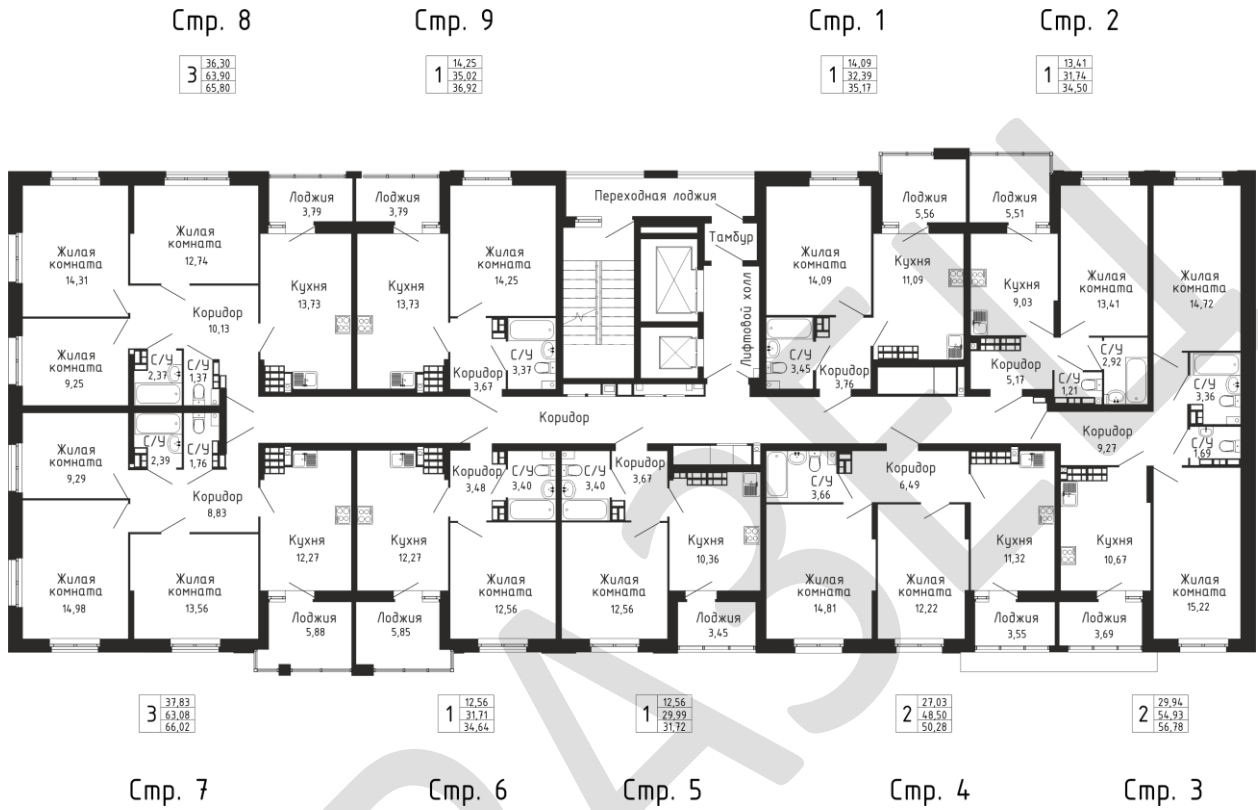 Стр. 8
Стр. 9
Стр. 1
Стр. 2
3 36,30
63,90
65,80
1 14,25
35,02
36,92
1 14,09
32,39
35,17
1 13,41
31,74
34,50
Жилая
комната
14,31
Жилая
комната
12,74
Лоджия
3,79
Лоджия
3,79
Жилая
комната
14,25
Переходная лоджия
Тамбур
Лифтовой холл
Жилая
комната
14,09
Лоджия
5,56
Лоджия
5,51
Кухня
11,09
Кухня
9,03
Жилая
комната
13,41
Жилая
комната
14,72
Кухня
13,73
Кухня
13,73
Коридор
10,13
Жилая
комната
9,25
С/У
2,37
С/У
1,37
Коридор
3,67
С/У
3,37
С/У
3,45
Коридор
3,76
Коридор
5,17
С/У
1,21
С/У
2,92
С/У
3,36
Коридор
Коридор
9,27
С/У
1,69
Жилая
комната
9,29
С/У
2,39
С/У
1,76
Коридор
8,83
Коридор
3,48
С/У
3,40
С/У
3,40
Коридор
3,67
С/У
3,66
Коридор
6,49
Кухня
12,27
Кухня
12,27
Кухня
10,36
Кухня
11,32
Кухня
10,67
Жилая
комната
14,98
Жилая
комната
13,56
Жилая
комната
12,56
Жилая
комната
12,56
Жилая
комната
14,81
Жилая
комната
12,22
Жилая
комната
15,22
Лоджия
5,88
Лоджия
5,85
Лоджия
3,45
Лоджия
3,55
Лоджия
3,69
3 37,83
63,08
66,02
1 12,56
31,71
34,64
1 12,56
29,99
31,72
2 27,03
48,50
50,28
2 29,94
54,93
56,78
Стр. 7
Стр. 6
Стр. 5
Стр. 4
Стр. 3